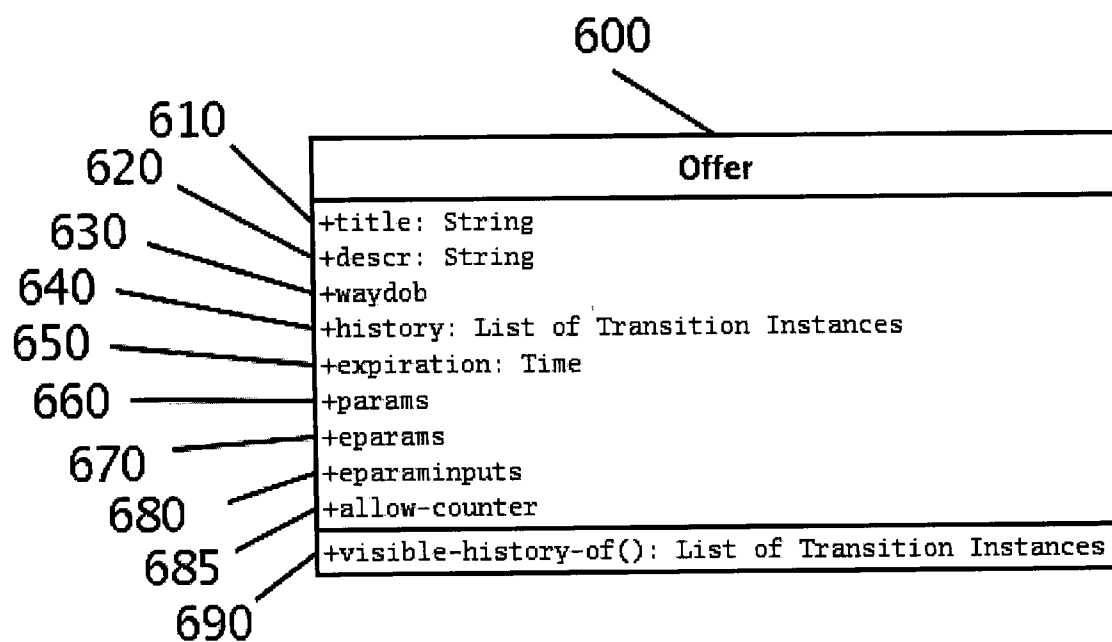 600
610
620
630
640
650
660
670
680
685
690
Offer
+title: String
+descr: String
+waydob
+history: List of Transition Instances
+expiration: Time
+params
+eparams
+eparaminputs
+allow-counter
+visible-history-of(): List of Transition Instances